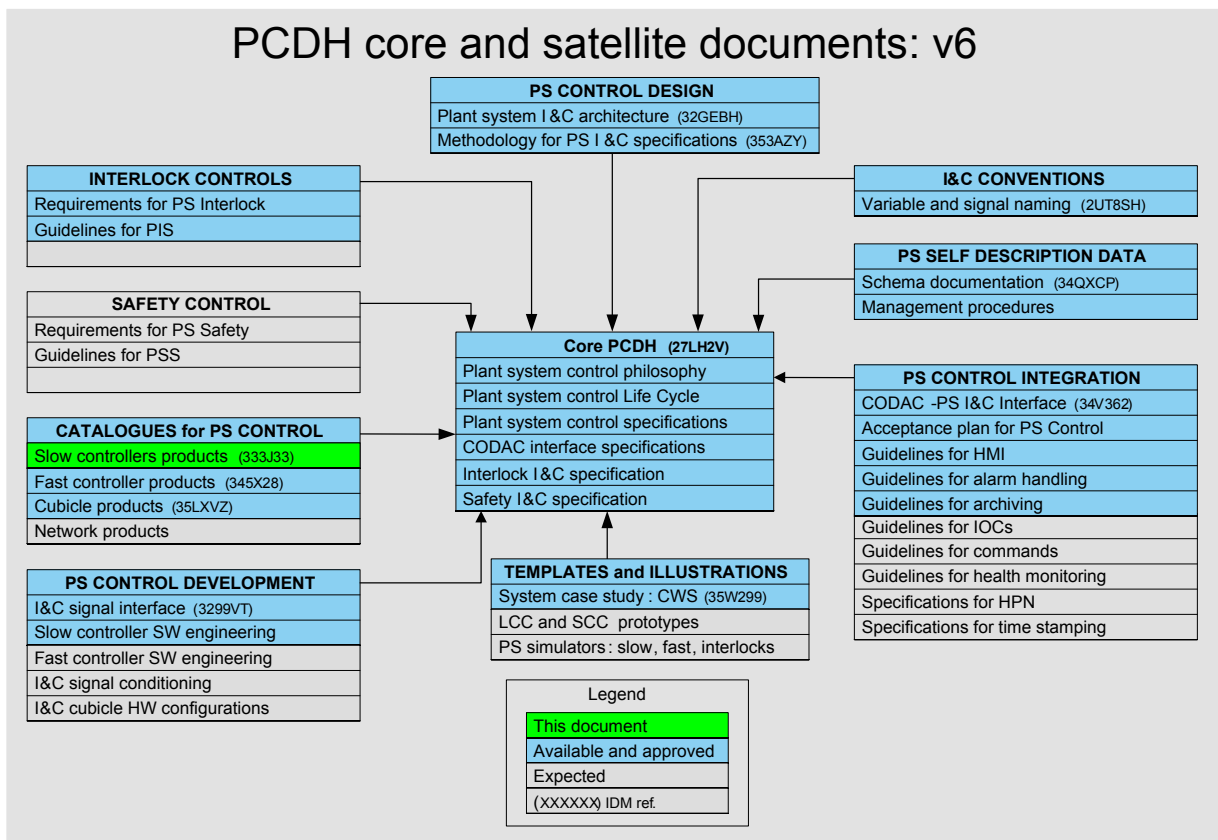 PCDH core and satellite documents: v6
PS CONTROL DESIGN
Plant system I&C architecture (32GEBH)
Methodology for PS I&C specifications (353AZY)
INTERLOCK CONTROLS
Requirements for PS Interlock
Guidelines for PIS
I&C CONVENTIONS
Variable and signal naming (2UT8SH)
PS SELF DESCRIPTION DATA
Schema documentation (34QXCP)
Management procedures
SAFETY CONTROL
Requirements for PS Safety
Guidelines for PSS
Core PCDH (27LH2V)
Plant system control philosophy
Plant system control Life Cycle
Plant system control specifications
CODAC interface specifications
Interlock I&C specification
Safety I&C specification
PS CONTROL INTEGRATION
CODAC -PS I&C Interface (34V362)
Acceptance plan for PS Control
Guidelines for HMI
Guidelines for alarm handling
Guidelines for archiving
Guidelines for IOCs
Guidelines for commands
Guidelines for health monitoring
Specifications for HPN
Specifications for time stamping
CATALOGUES for PS CONTROL
Slow controllers products (333J33)
Fast controller products (345X28)
Cubicle products (35LXVZ)
Network products
PS CONTROL DEVELOPMENT
I&C signal interface (3299VT)
Slow controller SW engineering
Fast controller SW engineering
I&C signal conditioning
I&C cubicle HW configurations
TEMPLATES and ILLUSTRATIONS
System case study : CWS (35W299)
LCC and SCC prototypes
PS simulators : slow, fast, interlocks
Legend
This document
Available and approved
Expected
(XXXXXX) IDM ref.